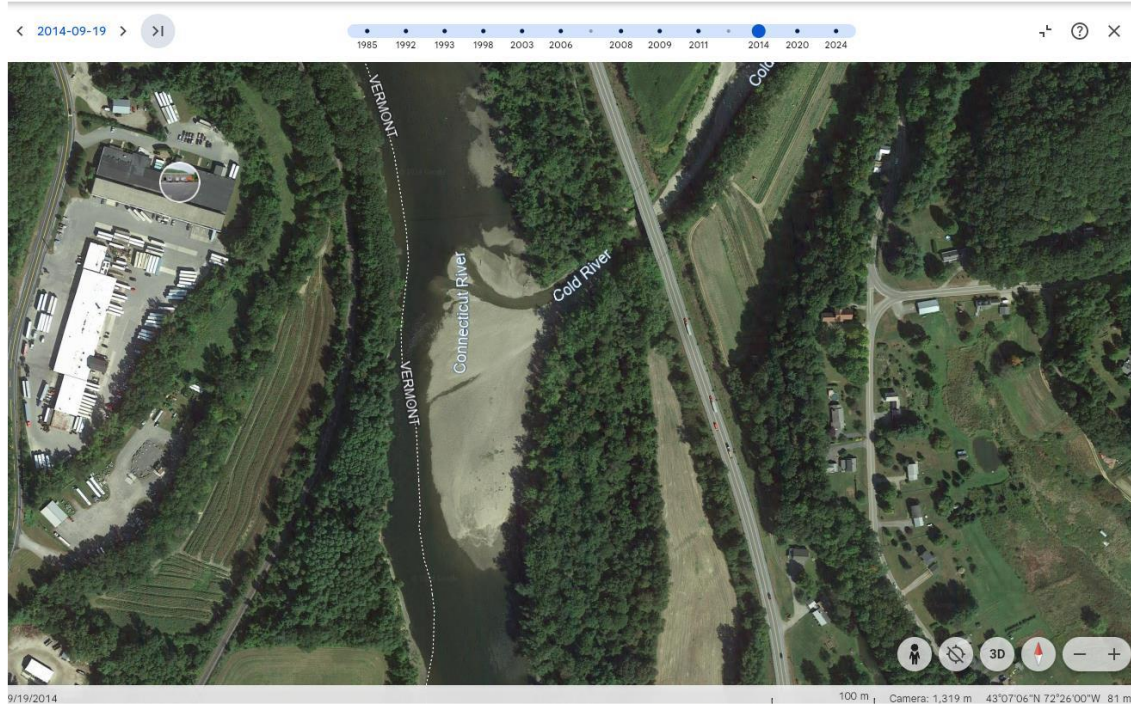 2014-09-19
1985 1992 1993 1998 2003 2006 2008 2009 2011 2014 2020 2024
VERMONT
Cold
Connecticut River
Cold River
VERMONT
3D
9/19/2014
100 m
Camera: 1,319 m 43°07'06"N 72°26'00"W 81 m